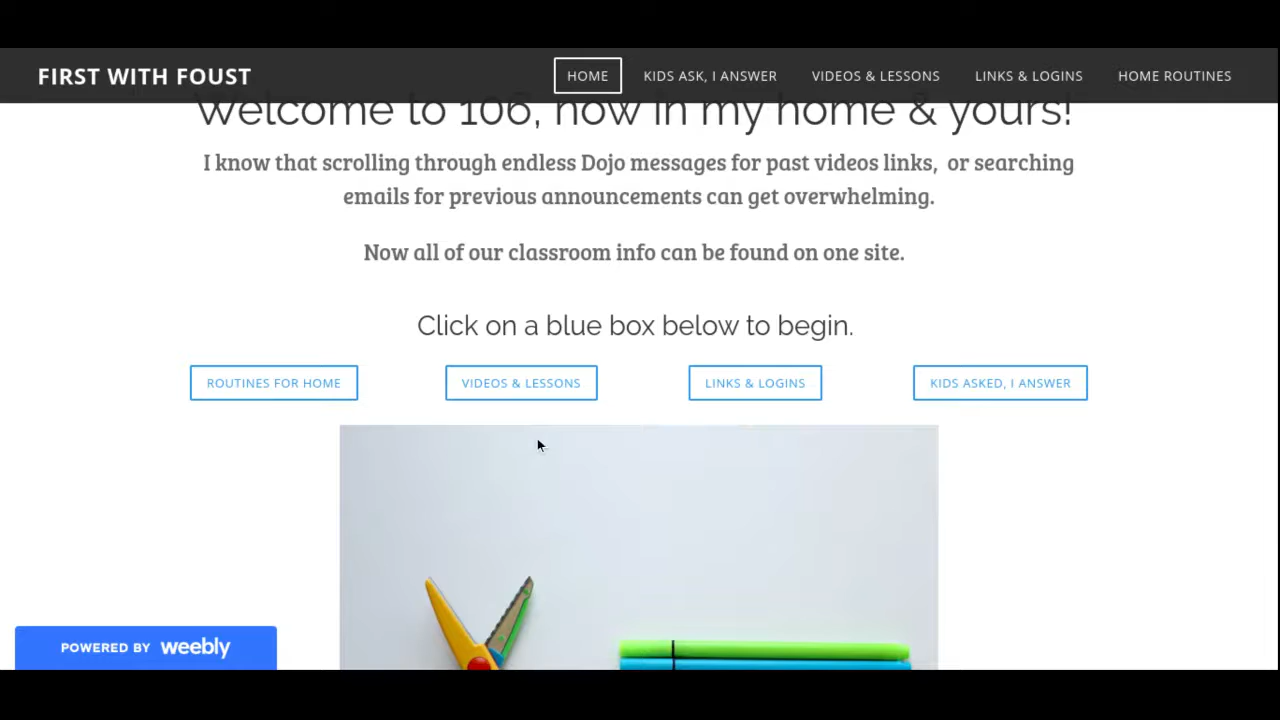 FIRST WITH FOUST
HOME
KIDS ASK, I ANSWER
VIDEOS & LESSONS
LINKS & LOGINS
HOME ROUTINES
Welcome to 106, now in my home & yours!
I know that scrolling through endless Dojo messages for past videos links, or searching
emails for previous announcements can get overwhelming.
Now all of our classroom info can be found on one site.
Click on a blue box below to begin.
ROUTINES FOR HOME
VIDEOS & LESSONS
LINKS & LOGINS
KIDS ASKED, I ANSWER
POWERED BY weebly